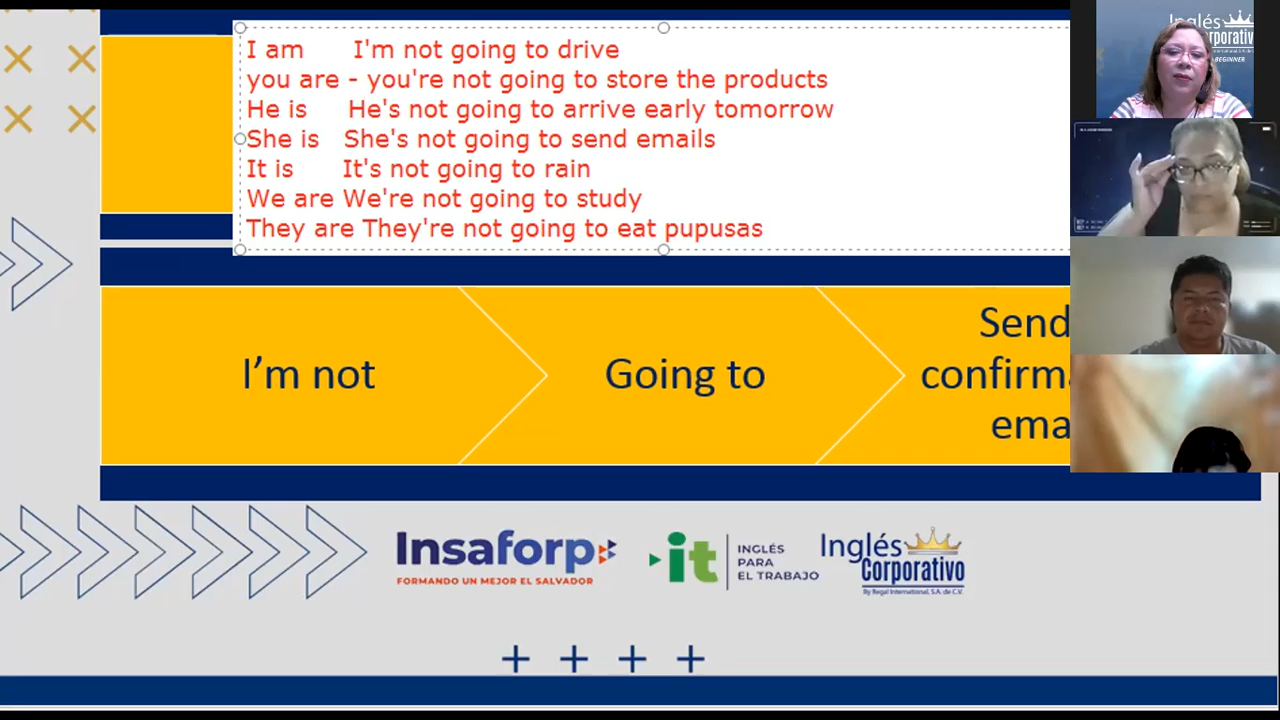 I am I'm not going to drive
you are - you're not going to store the products
He is He's not going to arrive early tomorrow
She is She's not going to send emails
It is It's not going to rain
We are We're not going to study
They are They're not going to eat pupusas
I'm not
Going to
Send
confirma
ema
Insaforp
FORMANDO UN MEJOR EL SALVADOR
it
INGLÉS
PARA
EL TRABAJO
Inglés
Corporativo
By Regal International, S.A. de C.V.
Inglés
orporativo
BEGINNER